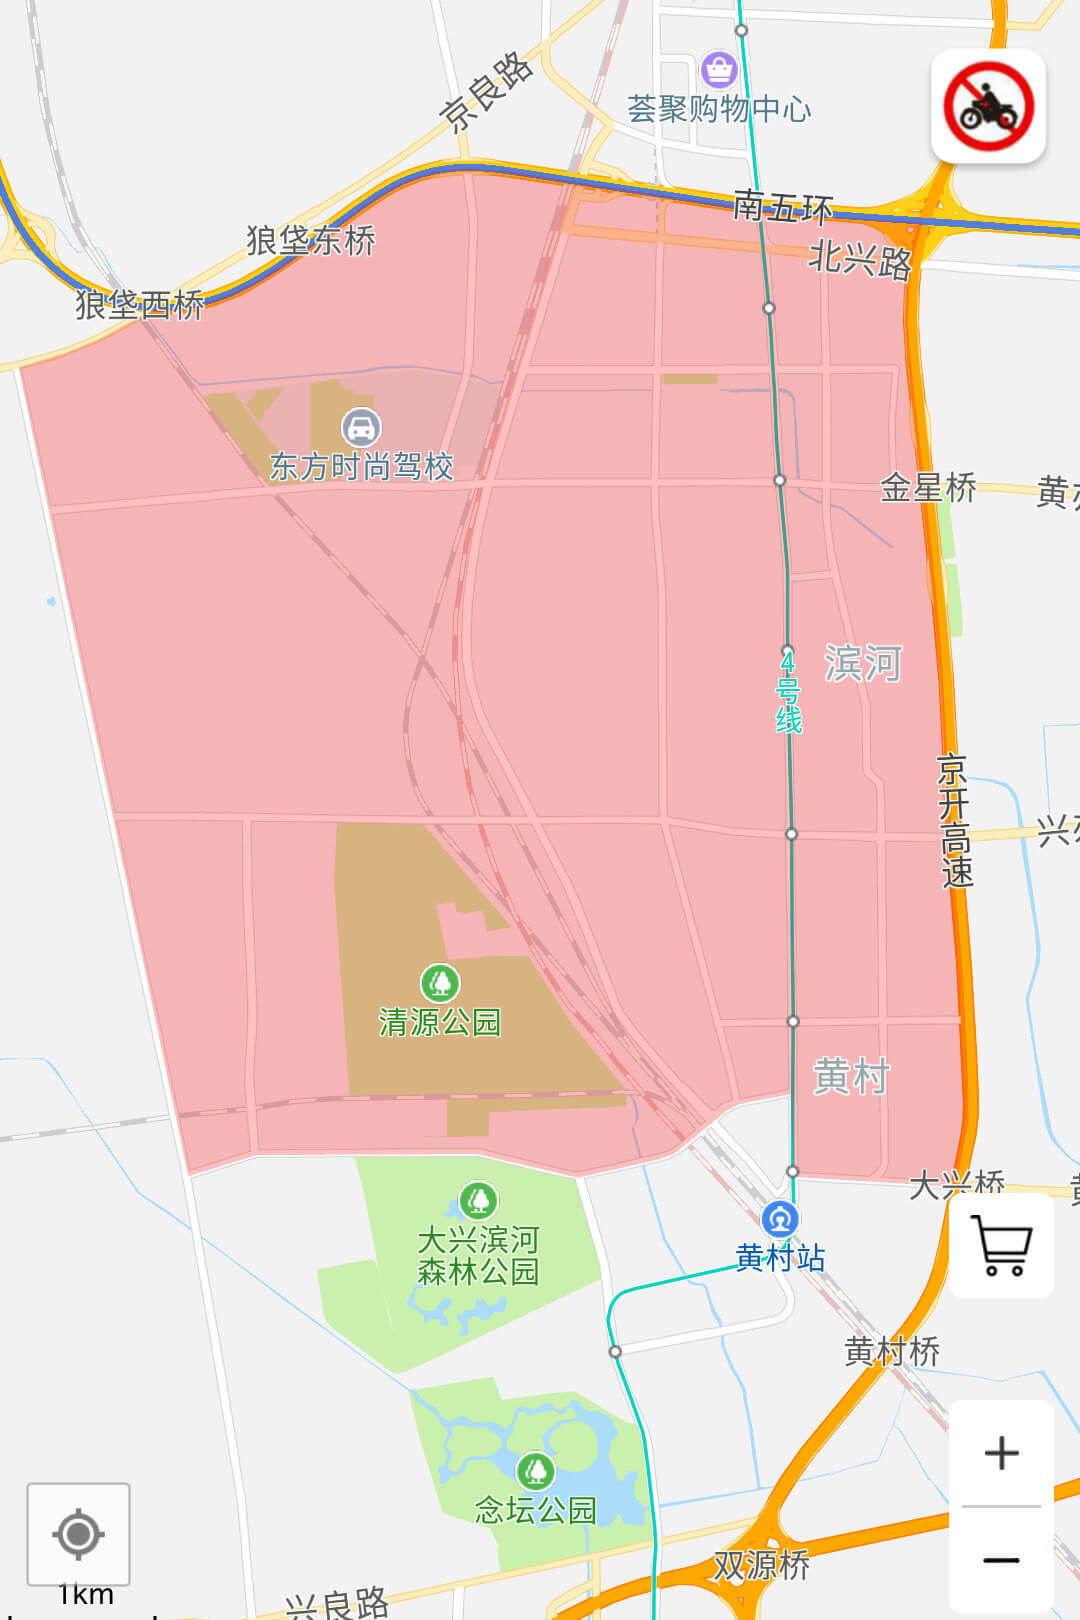 京良路
荟聚购物中心
南五环
狼垡东桥
北兴路
狼垡西桥
东方时尚驾校
金星桥
滨河
4号线
京开高速
清源公园
黄村
大兴桥
大兴滨河
森林公园
黄村站
黄村桥
念坛公园
双源桥
1km
兴良路